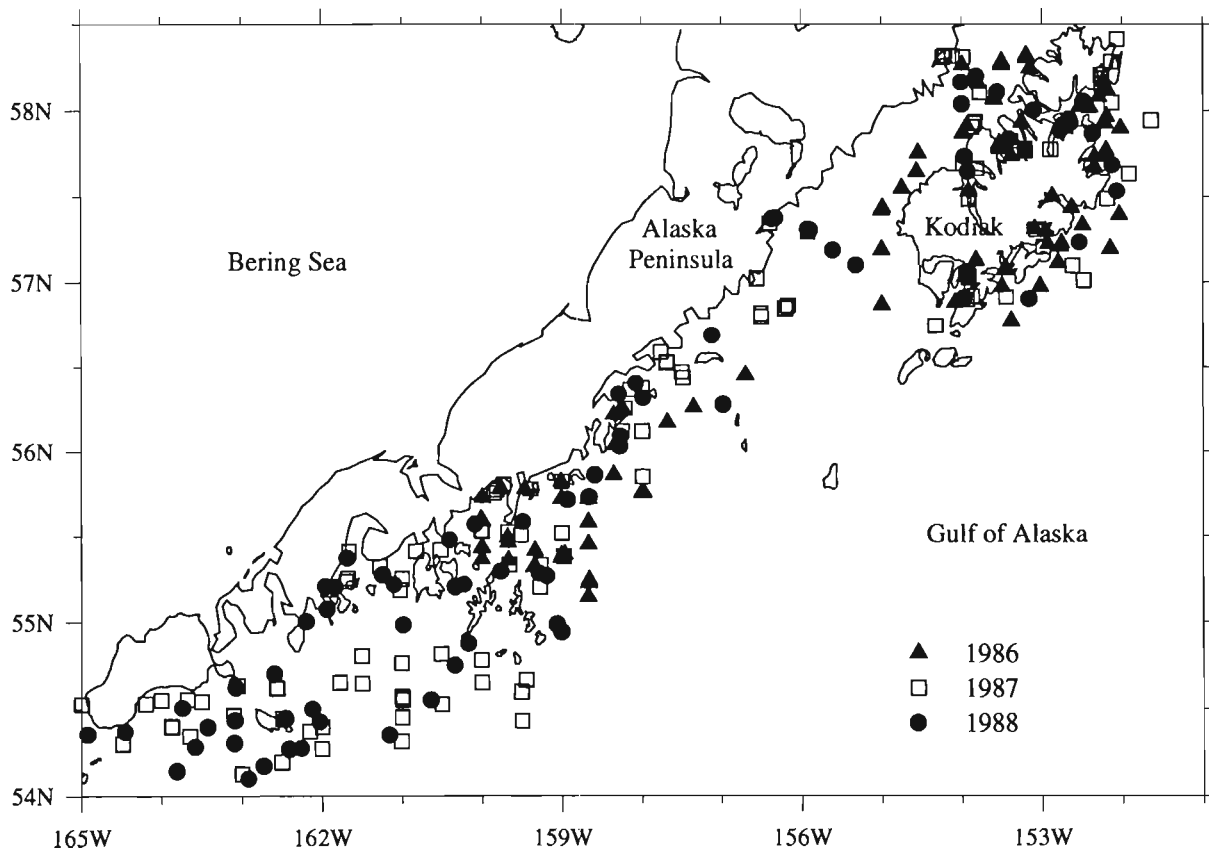 58N
57N
56N
55N
54N
165W
162W
159W
156W
153W
Bering Sea
Alaska
Peninsula
Kodiak
Gulf of Alaska
1986
1987
1988